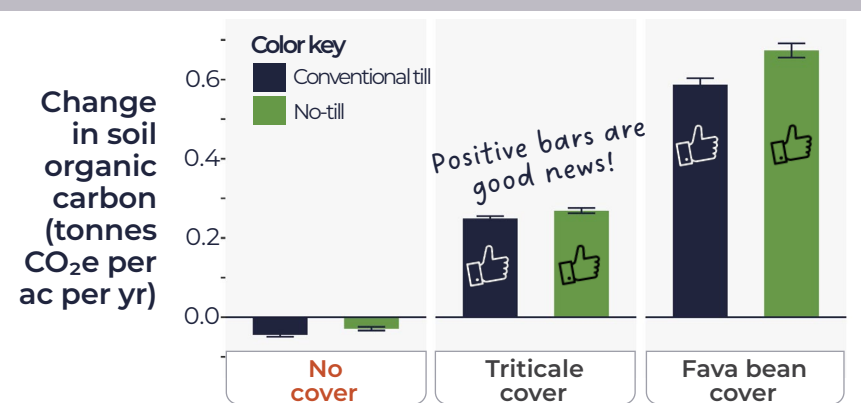 Change
in soil
organic
carbon
(tonnes
CO₂e per
ac per yr)
0.6
0.4
0.2
0.0
Color key
Conventional till
No-till
Positive bars are
good news!
No
cover
Triticale
cover
Fava bean
cover